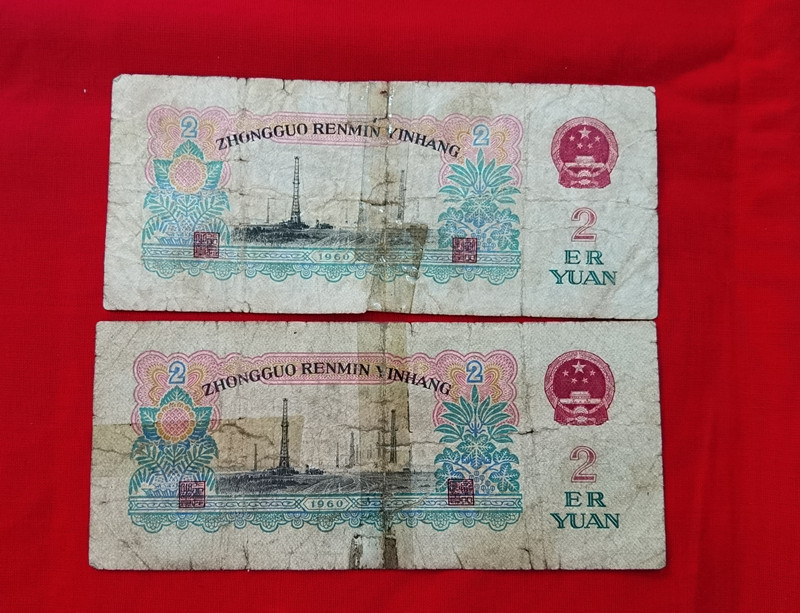 2 ZHONGGUO RENMIN YINHANG 2
1960
2
ER
YUAN
2 ZHONGGUO RENMIN YINHANG 2
1960
2
ER
YUAN